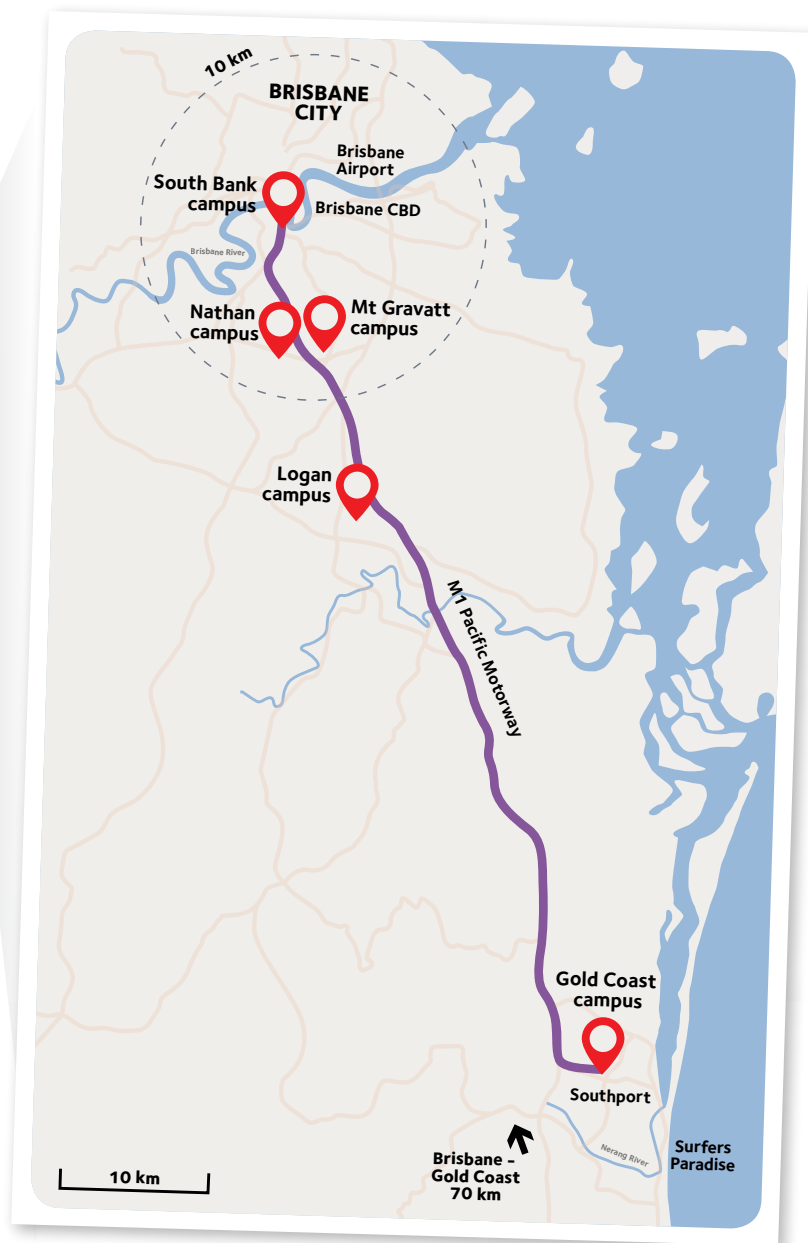 10 km
BRISBANE
CITY
Brisbane
Airport
South Bank
campus
Brisbane CBD
Brisbane River
Nathan
campus
Mt Gravatt
campus
Logan
campus
M1 Pacific Motorway
Gold Coast
campus
Southport
Nerang River
Surfers
Paradise
Brisbane –
Gold Coast
70 km
10 km